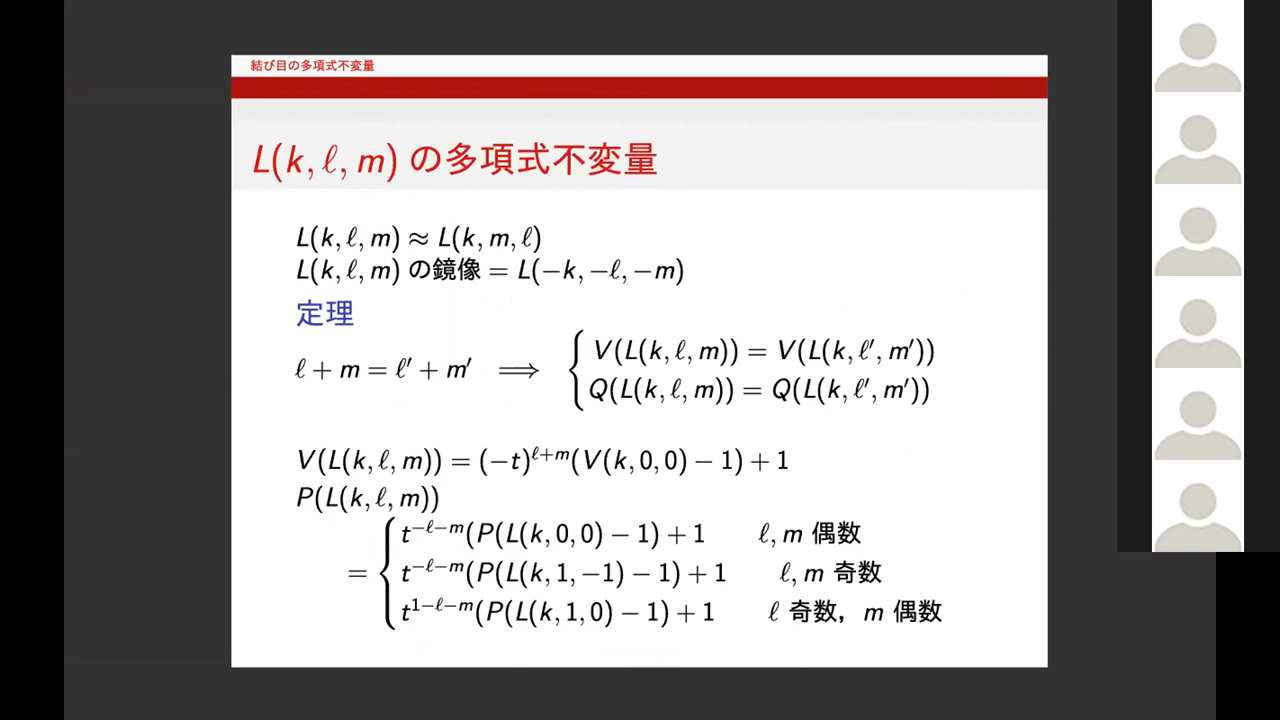 結び目の多項式不変量
L(k, ℓ, m) の多項式不変量
L(k, ℓ, m) ≈ L(k, m, ℓ)
L(k, ℓ, m) の鏡像 = L(−k, −ℓ, −m)
定理
ℓ + m = ℓ′ + m′ ⟹ { V(L(k, ℓ, m)) = V(L(k, ℓ′, m′))
Q(L(k, ℓ, m)) = Q(L(k, ℓ′, m′))
V(L(k, ℓ, m)) = (−t)^{ℓ+m}(V(k, 0, 0) − 1) + 1
P(L(k, ℓ, m))
= { t^{−ℓ−m}(P(L(k, 0, 0) − 1) + 1 ℓ, m 偶数
t^{−ℓ−m}(P(L(k, 1, −1) − 1) + 1 ℓ, m 奇数
t^{1−ℓ−m}(P(L(k, 1, 0) − 1) + 1 ℓ 奇数，m 偶数